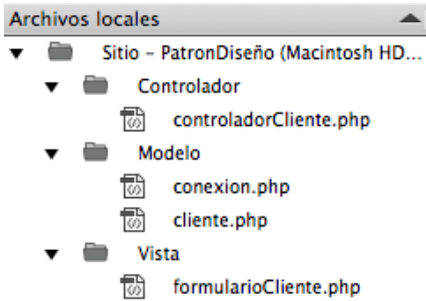 Archivos locales
Sitio – PatronDiseño (Macintosh HD...
Controlador
controladorCliente.php
Modelo
conexion.php
cliente.php
Vista
formularioCliente.php